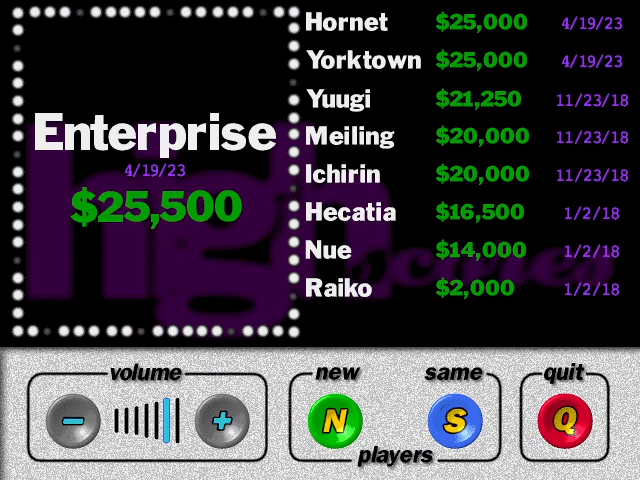 Enterprise
4/19/23
$25,500
high scores
Hornet $25,000 4/19/23
Yorktown $25,000 4/19/23
Yuugi $21,250 11/23/18
Meiling $20,000 11/23/18
Ichirin $20,000 11/23/18
Hecatia $16,500 1/2/18
Nue $14,000 1/2/18
Raiko $2,000 1/2/18
volume new same quit
- + N S Q
players